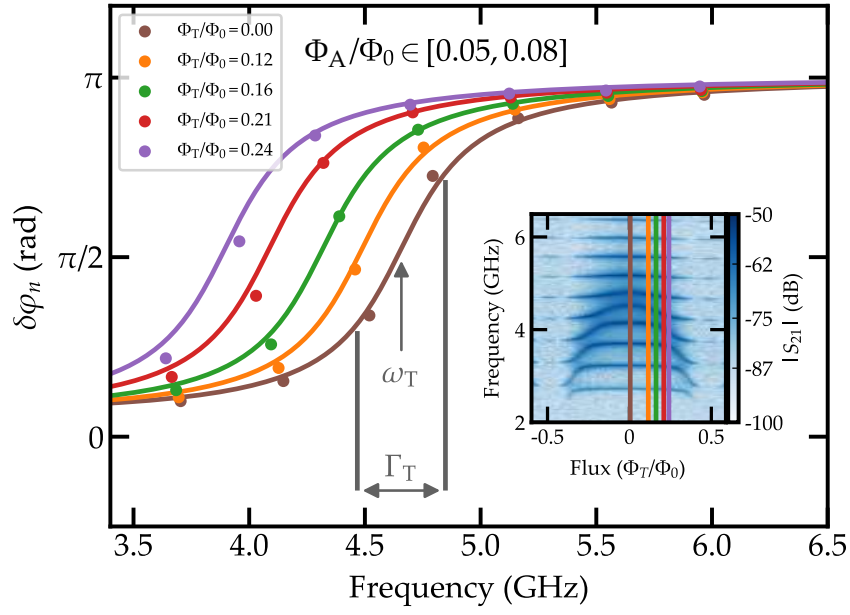 Φ_T/Φ_0=0.00
Φ_T/Φ_0=0.12
Φ_T/Φ_0=0.16
Φ_T/Φ_0=0.21
Φ_T/Φ_0=0.24
Φ_A/Φ_0 ∈ [0.05, 0.08]
π
π/2
0
δφ_n (rad)
ω_T
Γ_T
3.5 4.0 4.5 5.0 5.5 6.0 6.5
Frequency (GHz)
6
4
2
Frequency (GHz)
-0.5 0 0.5
Flux (Φ_T/Φ_0)
-50
-62
-75
-87
-100
|S_21| (dB)